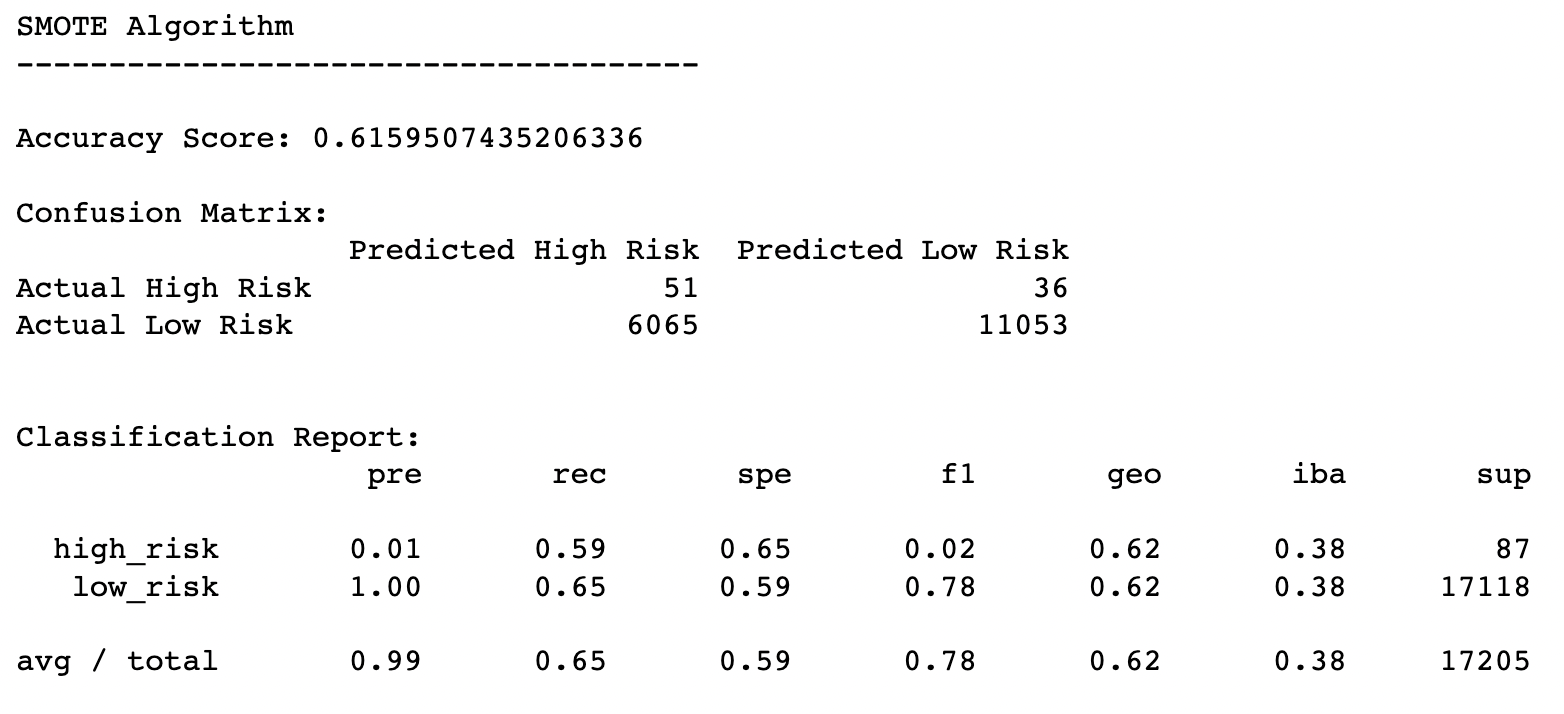 SMOTE Algorithm
-------------------------------------
Accuracy Score: 0.6159507435206336
Confusion Matrix:
Predicted High Risk Predicted Low Risk
Actual High Risk 51 36
Actual Low Risk 6065 11053
Classification Report:
pre rec spe f1 geo iba sup
high_risk 0.01 0.59 0.65 0.02 0.62 0.38 87
low_risk 1.00 0.65 0.59 0.78 0.62 0.38 17118
avg / total 0.99 0.65 0.59 0.78 0.62 0.38 17205